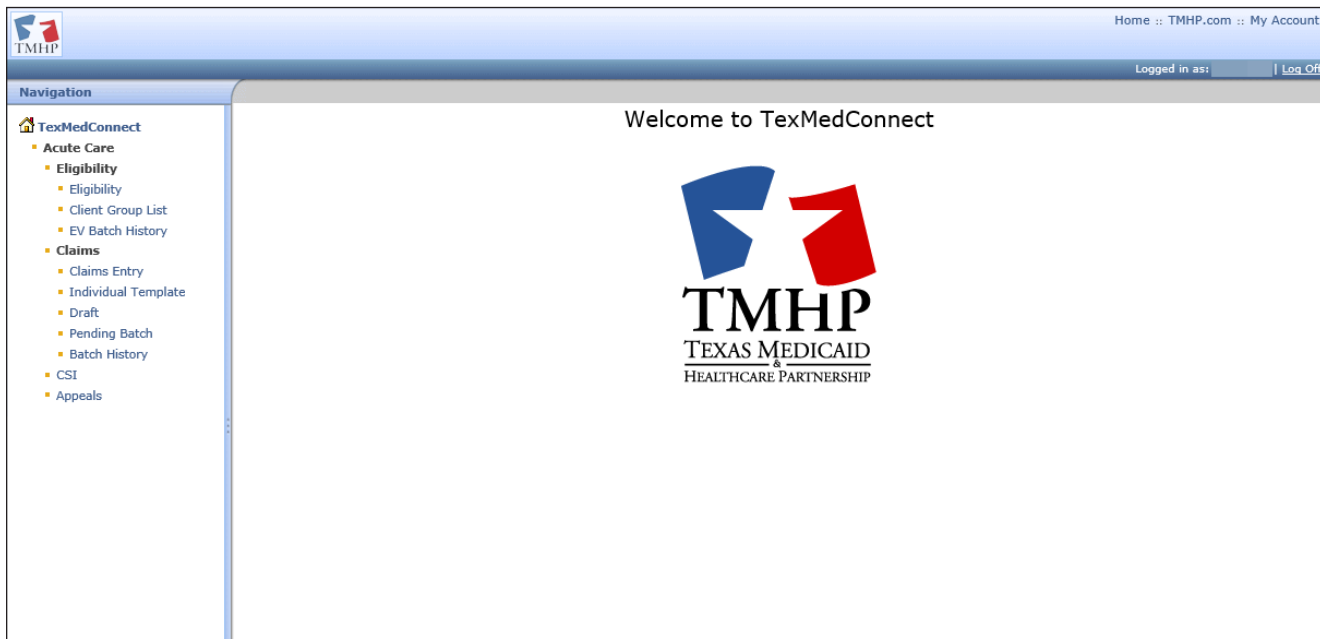 TMHP
Home :: TMHP.com :: My Account
Logged in as: | Log Off
Navigation
TexMedConnect
Acute Care
Eligibility
Eligibility
Client Group List
EV Batch History
Claims
Claims Entry
Individual Template
Draft
Pending Batch
Batch History
CSI
Appeals
Welcome to TexMedConnect
TMHP
TEXAS MEDICAID
&
HEALTHCARE PARTNERSHIP